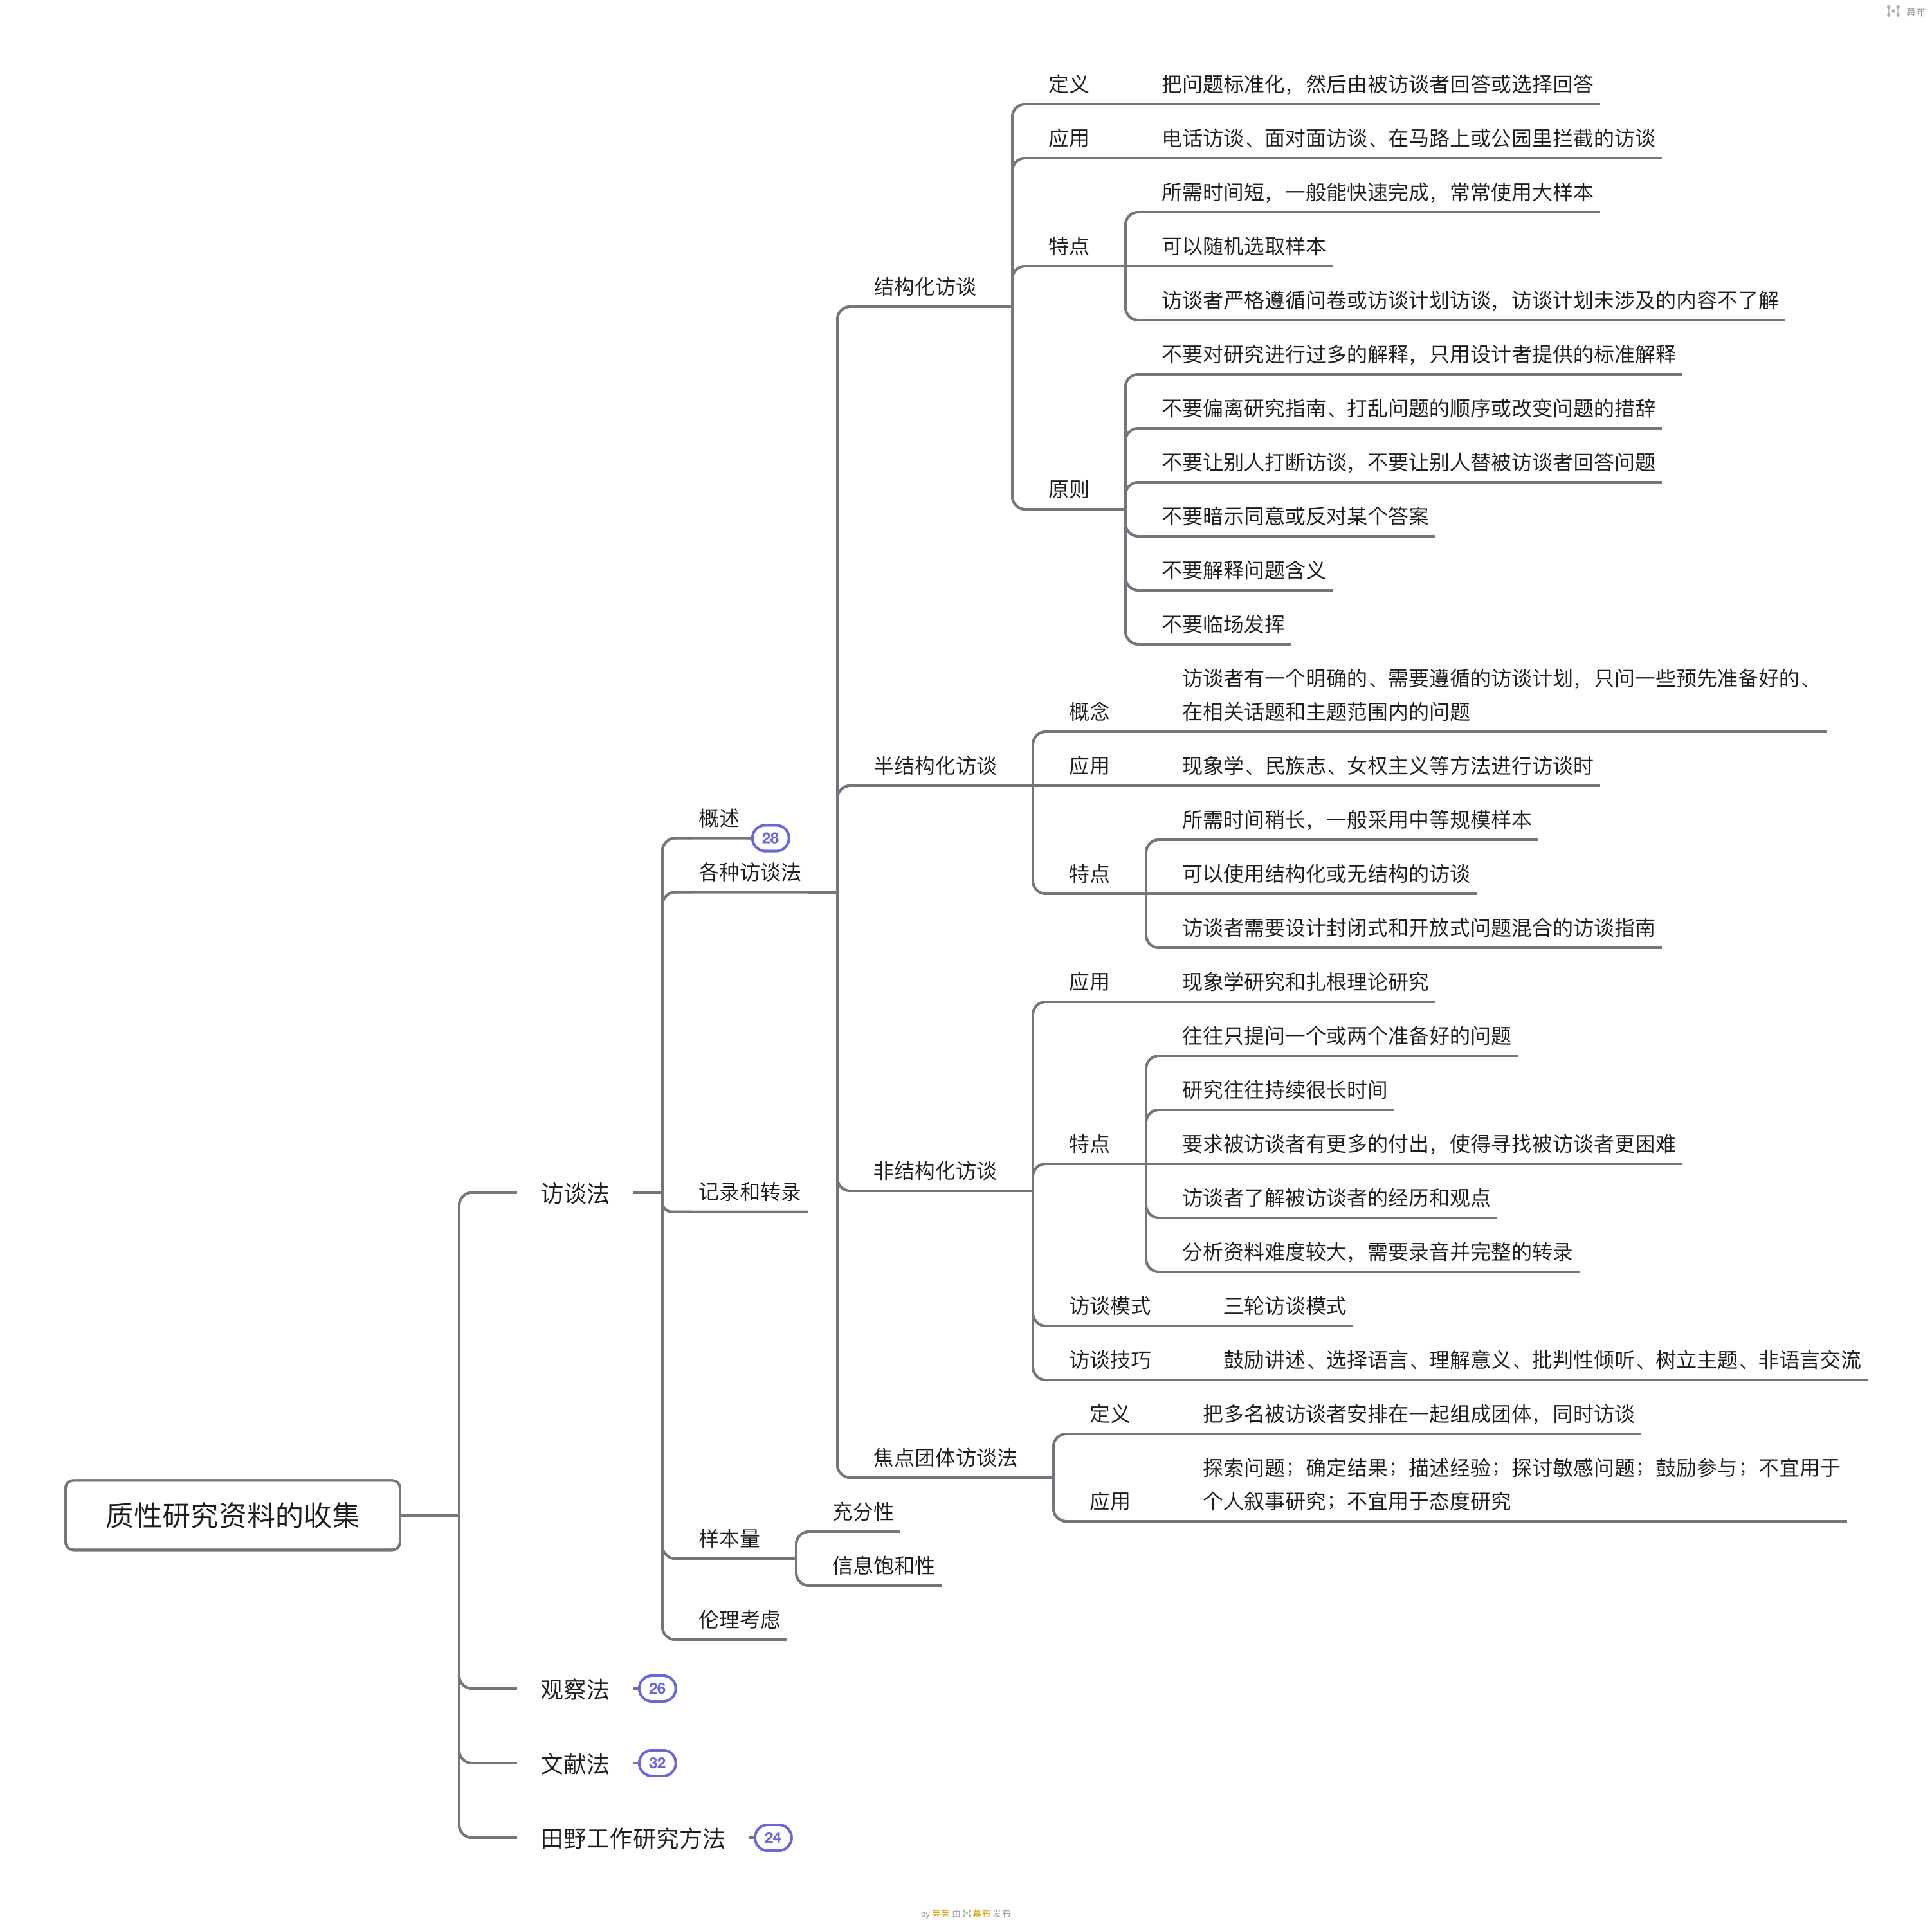 幕布
定义
把问题标准化，然后由被访谈者回答或选择回答
应用
电话访谈、面对面访谈、在马路上或公园里拦截的访谈
所需时间短，一般能快速完成，常常使用大样本
特点
可以随机选取样本
结构化访谈
访谈者严格遵循问卷或访谈计划访谈，访谈计划未涉及的内容不了解
不要对研究进行过多的解释，只用设计者提供的标准解释
不要偏离研究指南、打乱问题的顺序或改变问题的措辞
不要让别人打断访谈，不要让别人替被访谈者回答问题
原则
不要暗示同意或反对某个答案
不要解释问题含义
不要临场发挥
访谈者有一个明确的、需要遵循的访谈计划，只问一些预先准备好的、
概念
在相关话题和主题范围内的问题
半结构化访谈
应用
现象学、民族志、女权主义等方法进行访谈时
概述
28
所需时间稍长，一般采用中等规模样本
各种访谈法
特点
可以使用结构化或无结构的访谈
访谈者需要设计封闭式和开放式问题混合的访谈指南
应用
现象学研究和扎根理论研究
往往只提问一个或两个准备好的问题
研究往往持续很长时间
特点
要求被访谈者有更多的付出，使得寻找被访谈者更困难
非结构化访谈
访谈法
记录和转录
访谈者了解被访谈者的经历和观点
分析资料难度较大，需要录音并完整的转录
访谈模式
三轮访谈模式
访谈技巧
鼓励讲述、选择语言、理解意义、批判性倾听、树立主题、非语言交流
定义
把多名被访谈者安排在一起组成团体，同时访谈
焦点团体访谈法
探索问题；确定结果；描述经验；探讨敏感问题；鼓励参与；不宜用于
应用
个人叙事研究；不宜用于态度研究
质性研究资料的收集
充分性
样本量
信息饱和性
伦理考虑
观察法
26
文献法
32
田野工作研究方法
24
by 芙芙 由 幕布 发布